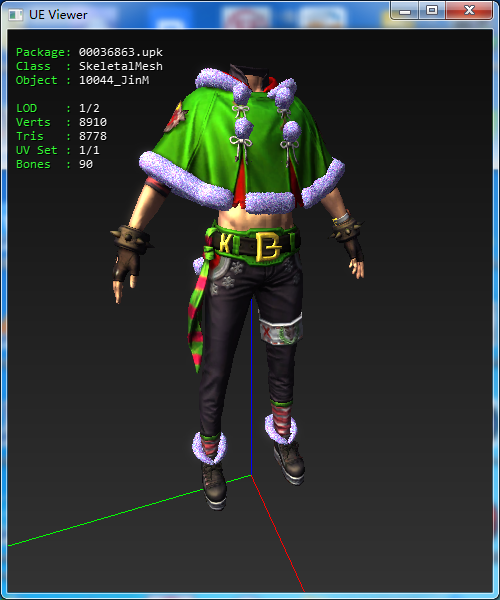 UE Viewer
Package: 00036863.upk
Class : SkeletalMesh
Object : 10044_JinM
LOD : 1/2
Verts : 8910
Tris : 8778
UV Set : 1/1
Bones : 90